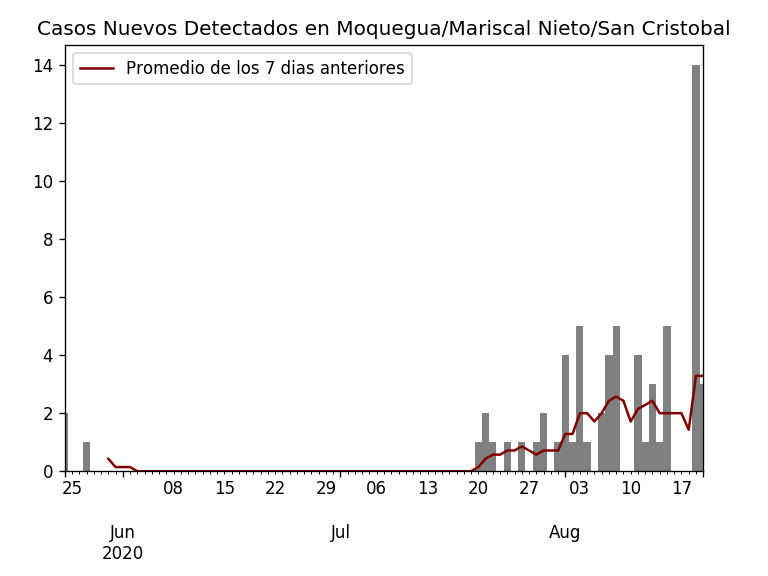 Casos Nuevos Detectados en Moquegua/Mariscal Nieto/San Cristobal
Promedio de los 7 dias anteriores
14
12
10
8
6
4
2
0
25 08 15 22 29 06 13 20 27 03 10 17
Jun Jul Aug
2020